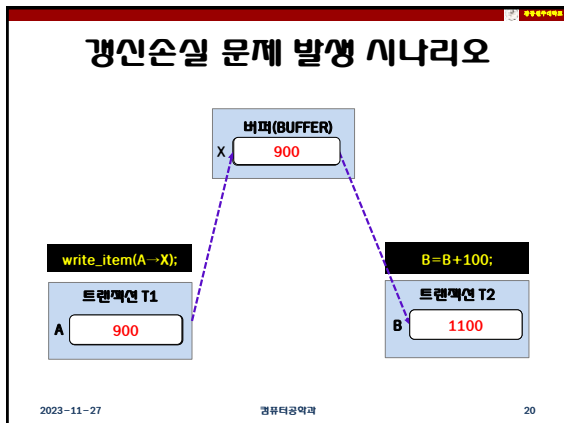 갱신손실 문제 발생 시나리오
버퍼(BUFFER)
X 900
write_item(A→X);
B=B+100;
트랜잭션 T1
트랜잭션 T2
A 900
B 1100
2023-11-27 컴퓨터공학과 20